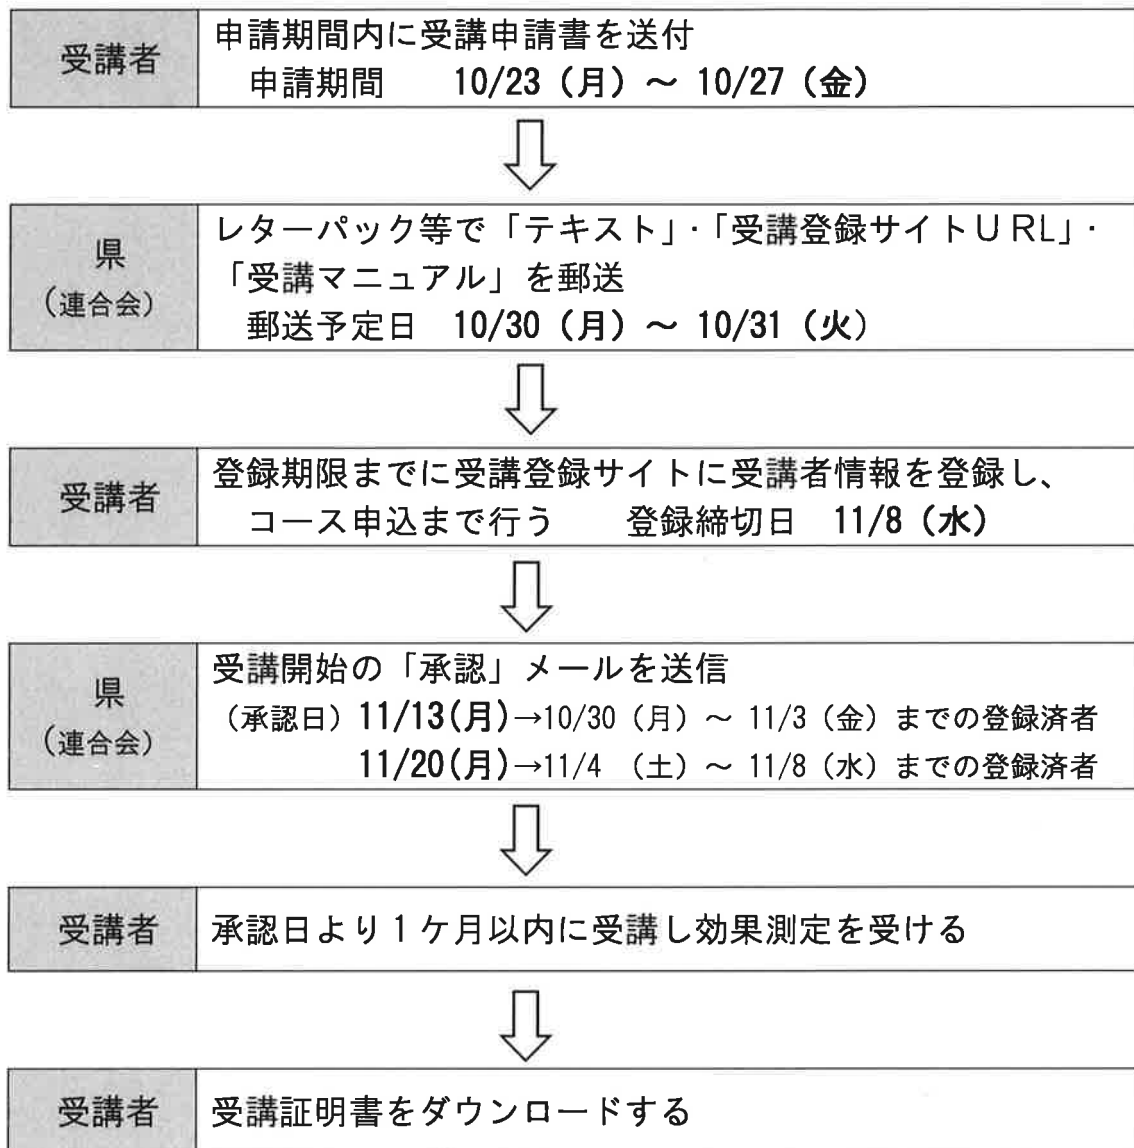 受講者
申請期間内に受講申請書を送付
申請期間　　10/23（月）～ 10/27（金）
県
（連合会）
レターパック等で「テキスト」・「受講登録サイトＵＲL」・
「受講マニュアル」を郵送
郵送予定日　10/30（月）～ 10/31（火）
受講者
登録期限までに受講登録サイトに受講者情報を登録し、
コース申込まで行う　　登録締切日　11/8（水）
県
（連合会）
受講開始の「承認」メールを送信
（承認日）11/13(月)→10/30（月）～ 11/3（金）までの登録済者
11/20(月)→11/4　（土）～ 11/8（水）までの登録済者
受講者
承認日より１ケ月以内に受講し効果測定を受ける
受講者
受講証明書をダウンロードする